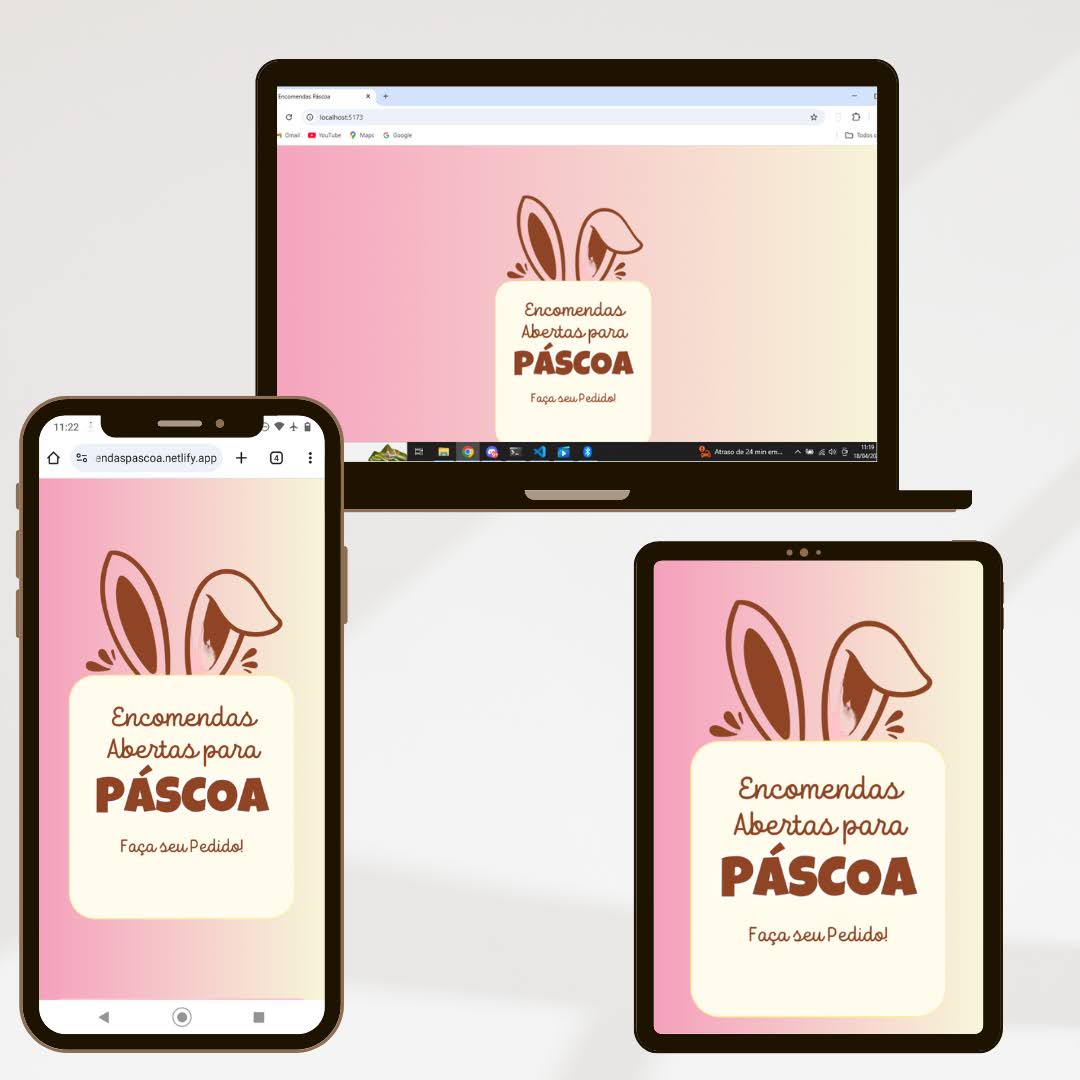 Encomendas Páscoa
localhost:5173
Gmail YouTube Maps Google
Encomendas
Abertas para
PÁSCOA
Faça seu Pedido!
Atraso de 24 min em...
11:19
18/04/20
11:22
endaspascoa.netlify.app
4
Encomendas
Abertas para
PÁSCOA
Faça seu Pedido!
Encomendas
Abertas para
PÁSCOA
Faça seu Pedido!